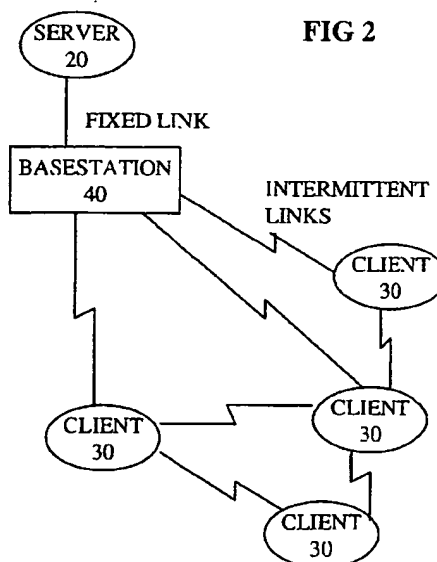 FIG 2
SERVER
20
FIXED LINK
BASESTATION
40
INTERMITTENT
LINKS
CLIENT
30
CLIENT
30
CLIENT
30
CLIENT
30